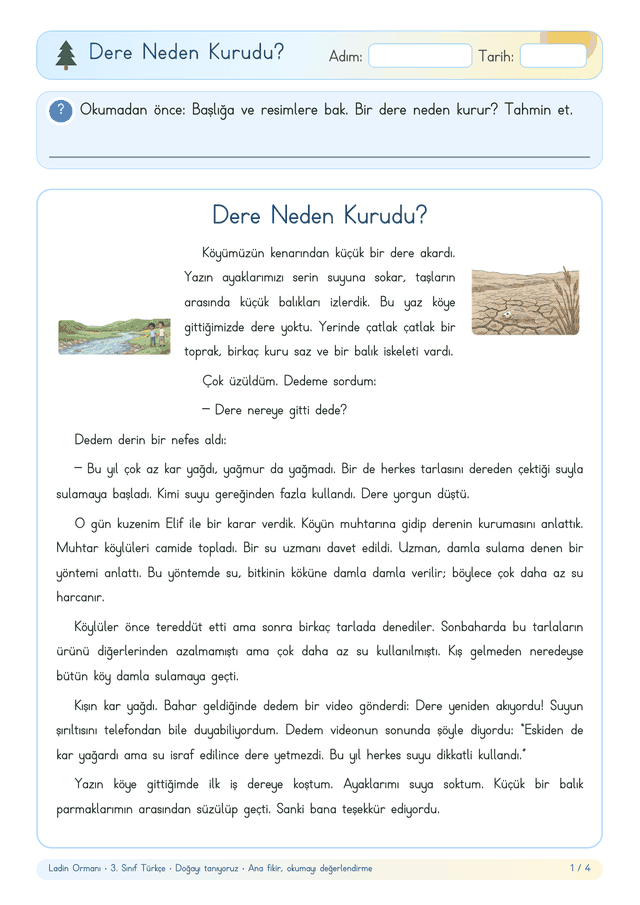 Dere Neden Kurudu?
Adım:
Tarih:
? Okumadan önce: Başlığa ve resimlere bak. Bir dere neden kurur? Tahmin et.
Dere Neden Kurudu?
Köyümüzün kenarından küçük bir dere akardı.
Yazın ayaklarımızı serin suyuna sokar, taşların
arasında küçük balıkları izlerdik. Bu yaz köye
gittiğimizde dere yoktu. Yerinde çatlak çatlak bir
toprak, birkaç kuru saz ve bir balık iskeleti vardı.
Çok üzüldüm. Dedeme sordum:
– Dere nereye gitti dede?
Dedem derin bir nefes aldı:
– Bu yıl çok az kar yağdı, yağmur da yağmadı. Bir de herkes tarlasını dereden çektiği suyla
sulamaya başladı. Kimi suyu gereğinden fazla kullandı. Dere yorgun düştü.
O gün kuzenim Elif ile bir karar verdik. Köyün muhtarına gidip derenin kurumasını anlattık.
Muhtar köylüleri camide topladı. Bir su uzmanı davet edildi. Uzman, damla sulama denen bir
yöntemi anlattı. Bu yöntemde su, bitkinin köküne damla damla verilir; böylece çok daha az su
harcanır.
Köylüler önce tereddüt etti ama sonra birkaç tarlada denediler. Sonbaharda bu tarlaların
ürünü diğerlerinden azalmamıştı ama çok daha az su kullanılmıştı. Kış gelmeden neredeyse
bütün köy damla sulamaya geçti.
Kışın kar yağdı. Bahar geldiğinde dedem bir video gönderdi: Dere yeniden akıyordu! Suyun
şırıltısını telefondan bile duyabiliyordum. Dedem videonun sonunda şöyle diyordu: "Eskiden de
kar yağardı ama su israf edilince dere yetmezdi. Bu yıl herkes suyu dikkatli kullandı."
Yazın köye gittiğimde ilk iş dereye koştum. Ayaklarımı suya soktum. Küçük bir balık
parmaklarımın arasından süzülüp geçti. Sanki bana teşekkür ediyordu.
Ladin Ormanı • 3. Sınıf Türkçe • Doğayı tanıyoruz • Ana fikir, okumayı değerlendirme
1 / 4